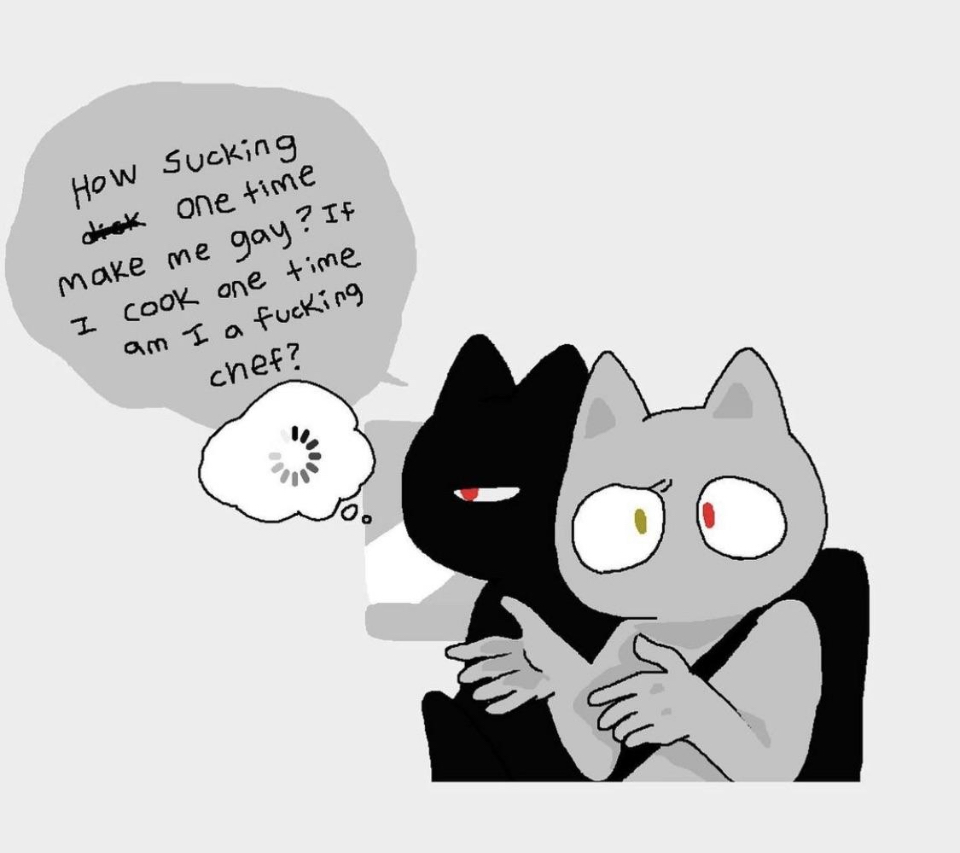 How Sucking
dick one time
make me gay? If
I cook one time
am I a fucking
chef?